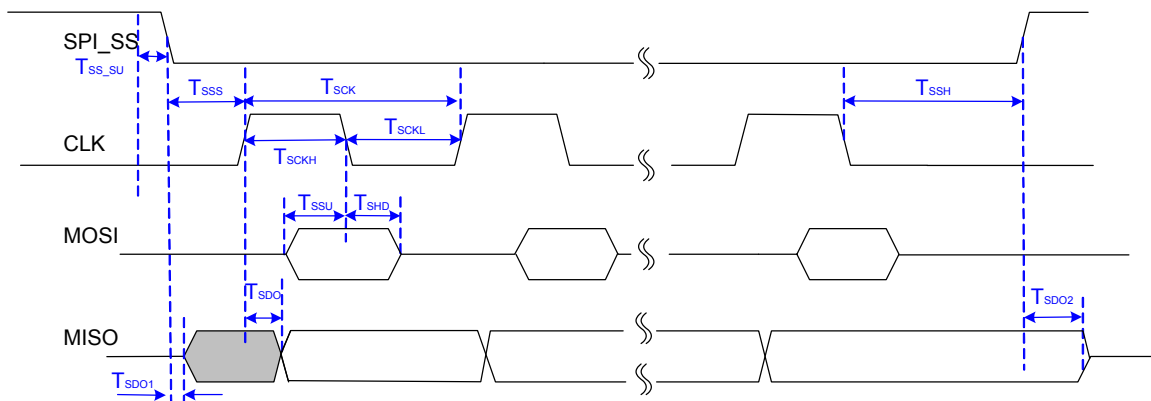 SPI_SS
TSS_SU
TSSS
TSCK
TSSH
CLK
TSCKH
TSCKL
TSSU
TSHD
MOSI
TSDO
TSDO2
MISO
TSDO1